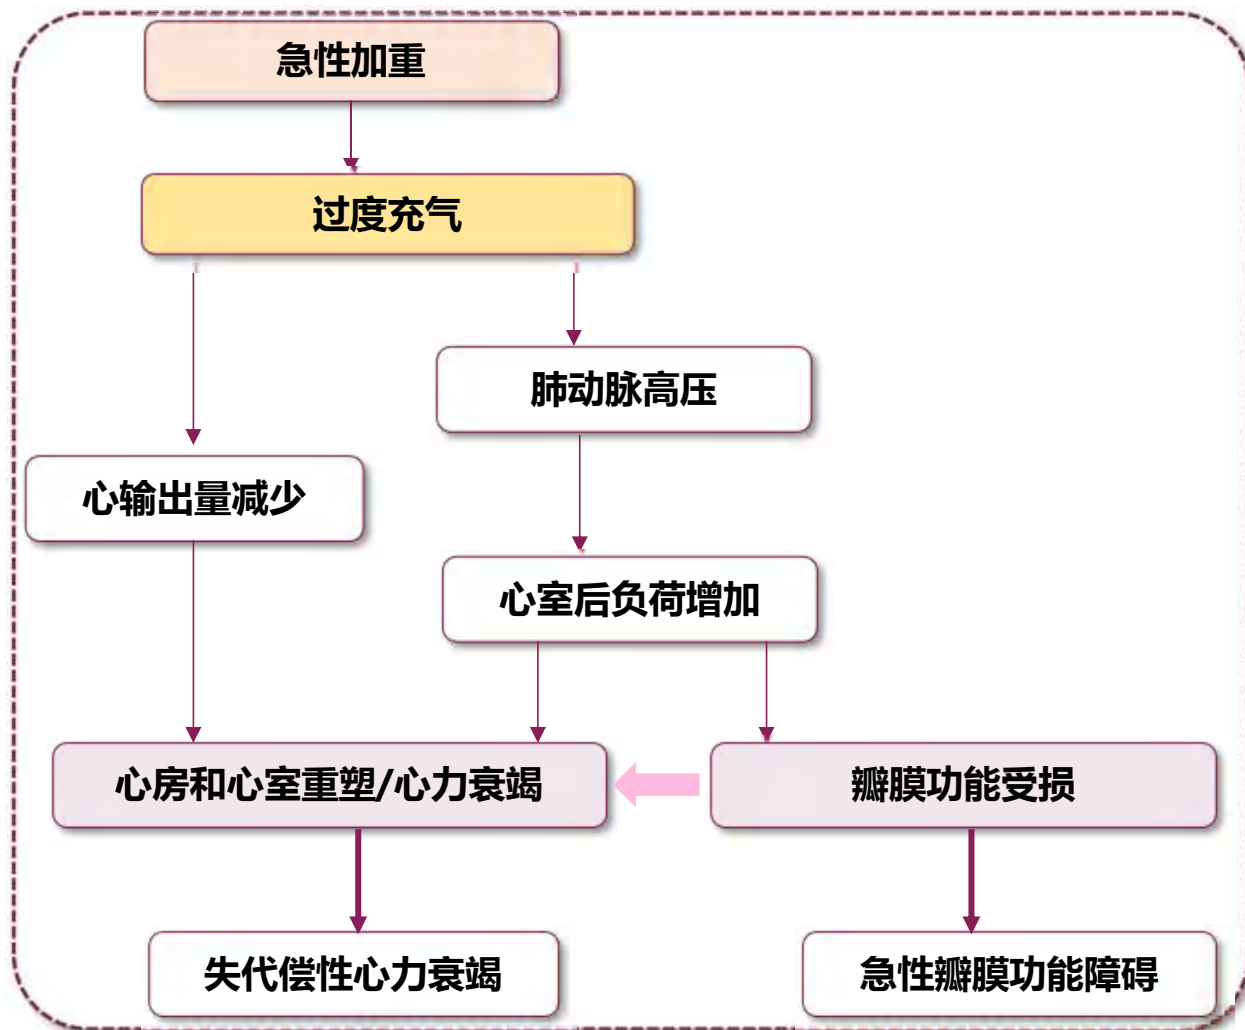 急性加重
过度充气
肺动脉高压
心输出量减少
心室后负荷增加
心房和心室重塑/心力衰竭
瓣膜功能受损
失代偿性心力衰竭
急性瓣膜功能障碍